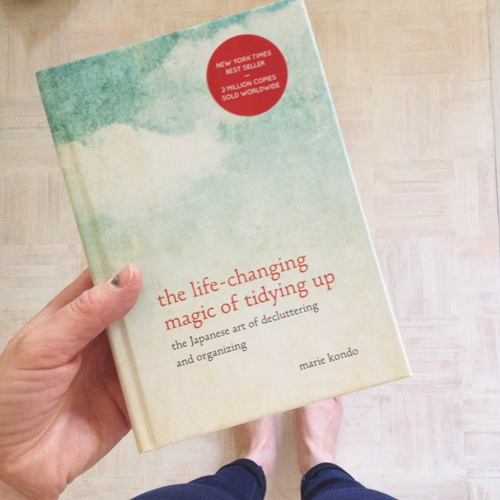 NEW YORK TIMES
BEST SELLER
—
2 MILLION COPIES
SOLD WORLDWIDE
the life-changing
magic of tidying up
the Japanese art of decluttering
and organizing
marie kondo